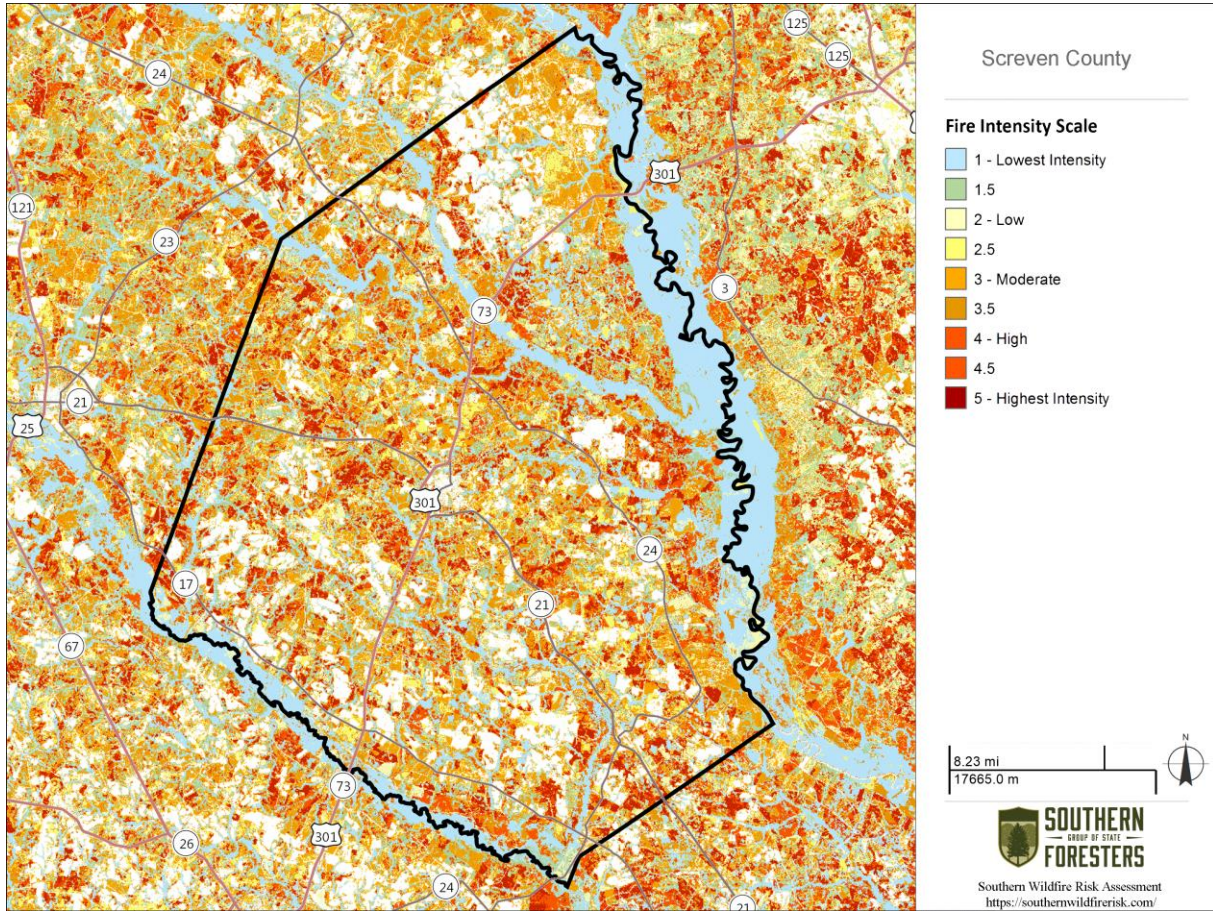 125
125
24
301
121
23
3
73
21
25
301
24
17
21
67
73
26
301
24
21
Screven County
Fire Intensity Scale
1 - Lowest Intensity
1.5
2 - Low
2.5
3 - Moderate
3.5
4 - High
4.5
5 - Highest Intensity
8.23 mi
17665.0 m
N
SOUTHERN
GROUP OF STATE
FORESTERS
Southern Wildfire Risk Assessment
https://southernwildfirerisk.com/